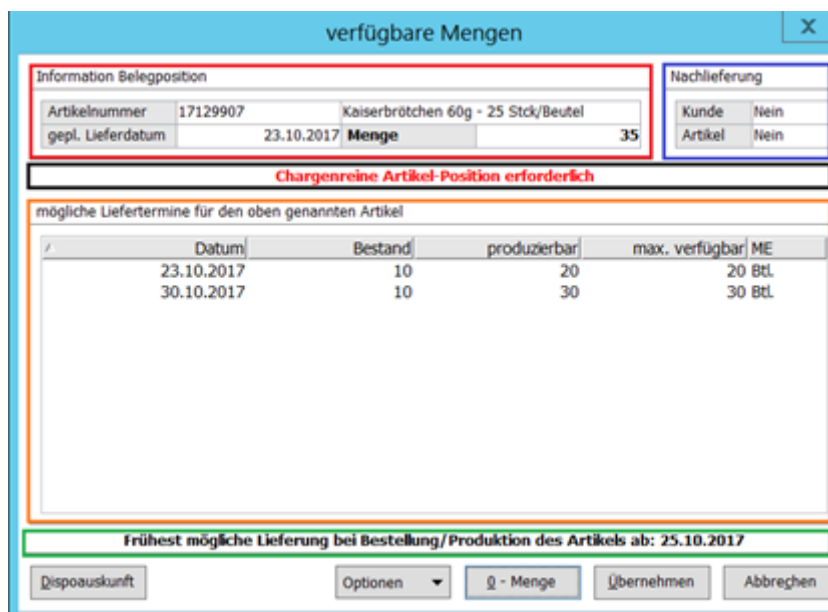 verfügbare Mengen
X
Information Belegposition
Nachlieferung
Artikelnummer 17129907 Kaiserbrötchen 60g - 25 Stck/Beutel
Kunde Nein
gepl. Lieferdatum 23.10.2017 Menge 35
Artikel Nein
Chargenreine Artikel-Position erforderlich
mögliche Liefertermine für den oben genannten Artikel
Datum Bestand produzierbar max. verfügbar ME
23.10.2017 10 20 20 Btl.
30.10.2017 10 30 30 Btl.
Frühest mögliche Lieferung bei Bestellung/Produktion des Artikels ab: 25.10.2017
Dispoauskunft Optionen 0 - Menge Übernehmen Abbrechen